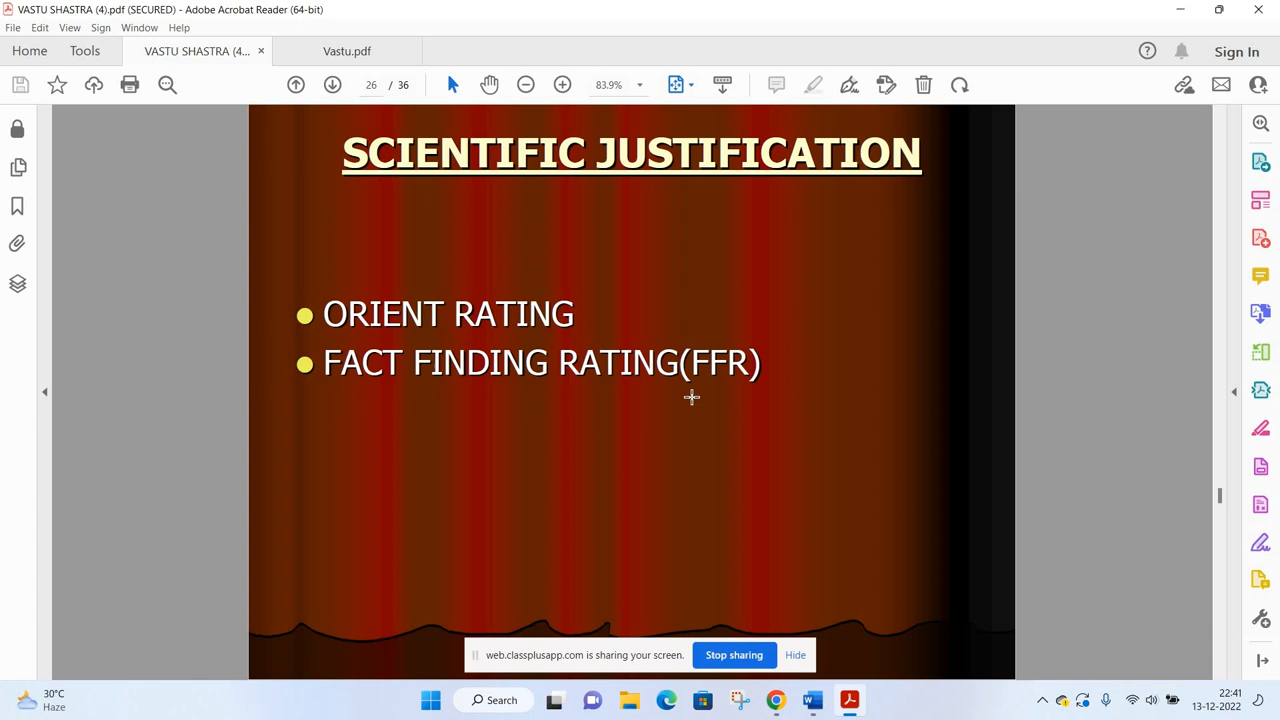 VASTU SHASTRA (4).pdf (SECURED) - Adobe Acrobat Reader (64-bit)
File Edit View Sign Window Help
Home Tools VASTU SHASTRA (4... × Vastu.pdf Sign In
26 / 36 83.9%
SCIENTIFIC JUSTIFICATION
ORIENT RATING
FACT FINDING RATING(FFR)
web.classplusapp.com is sharing your screen. Stop sharing Hide
30°C
Haze
Search
22:41
13-12-2022